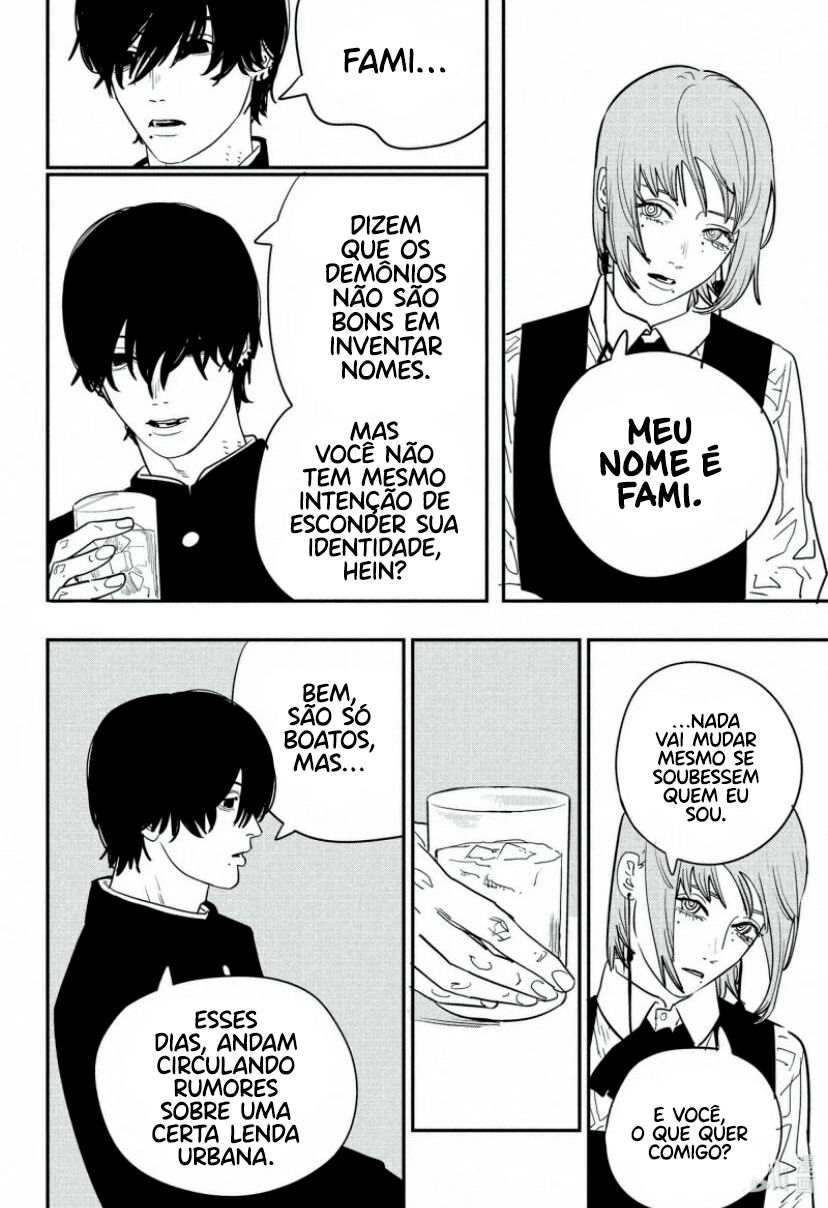 MEU
NOME É
FAMI.
FAMI...
DIZEM
QUE OS
DEMÔNIOS
NÃO SÃO
BONS EM
INVENTAR
NOMES.
MAS
VOCÊ NÃO
TEM MESMO
INTENÇÃO DE
ESCONDER SUA
IDENTIDADE,
HEIN?
...NADA
VAI MUDAR
MESMO SE
SOUBESSEM
QUEM EU
SOU.
E VOCÊ,
O QUE QUER
COMIGO?
BEM,
SÃO SÓ
BOATOS,
MAS...
ESSES
DIAS, ANDAM
CIRCULANDO
RUMORES
SOBRE UMA
CERTA LENDA
URBANA.